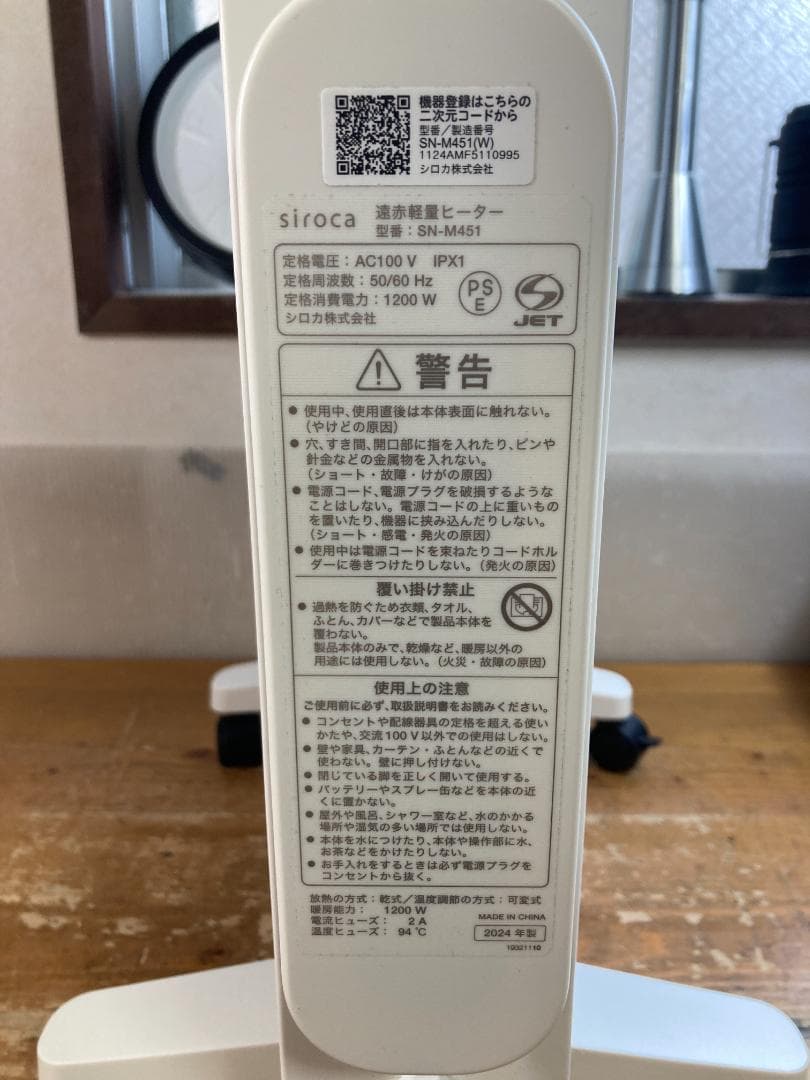 機器登録はこちらの
二次元コードから
型番／製造番号
SN-M451(W)
1124AMF5110995
シロカ株式会社
siroca 遠赤軽量ヒーター
型番：SN-M451
定格電圧：AC100 V IPX1
定格周波数：50/60 Hz
定格消費電力：1200 W
シロカ株式会社
PS
E
JET
警告
● 使用中、使用直後は本体表面に触れない。
（やけどの原因）
● 穴、すき間、開口部に指を入れたり、ピンや
針金などの金属物を入れない。
（ショート・故障・けがの原因）
● 電源コード、電源プラグを破損するような
ことはしない。電源コードの上に重いもの
を置いたり、機器に挟み込んだりしない。
（ショート・感電・発火の原因）
● 使用中は電源コードを束ねたりコードホル
ダーに巻きつけたりしない。（発火の原因）
覆い掛け禁止
● 過熱を防ぐため衣類、タオル、
ふとん、カバーなどで製品本体を
覆わない。
製品本体のみで、乾燥など、暖房以外の
用途には使用しない。（火災・故障の原因）
使用上の注意
ご使用前に必ず、取扱説明書をお読みください。
● コンセントや配線器具の定格を超える使い
かたや、交流100 V以外での使用はしない。
● 壁や家具、カーテン・ふとんなどの近くで
使わない。壁に押し付けない。
● 閉じている脚を正しく開いて使用する。
● バッテリーやスプレー缶などを本体の近
くに置かない。
● 屋外や風呂、シャワー室など、水のかかる
場所や湿気の多い場所では使用しない。
● 本体を水につけたり、本体や操作部に水、
お茶などをかけたりしない。
● お手入れをするときは必ず電源プラグを
コンセントから抜く。
放熱の方式：乾式／温度調節の方式：可変式
暖房能力： 1200 W
電流ヒューズ： 2 A
温度ヒューズ： 94 ℃
MADE IN CHINA
2024 年製
19321110